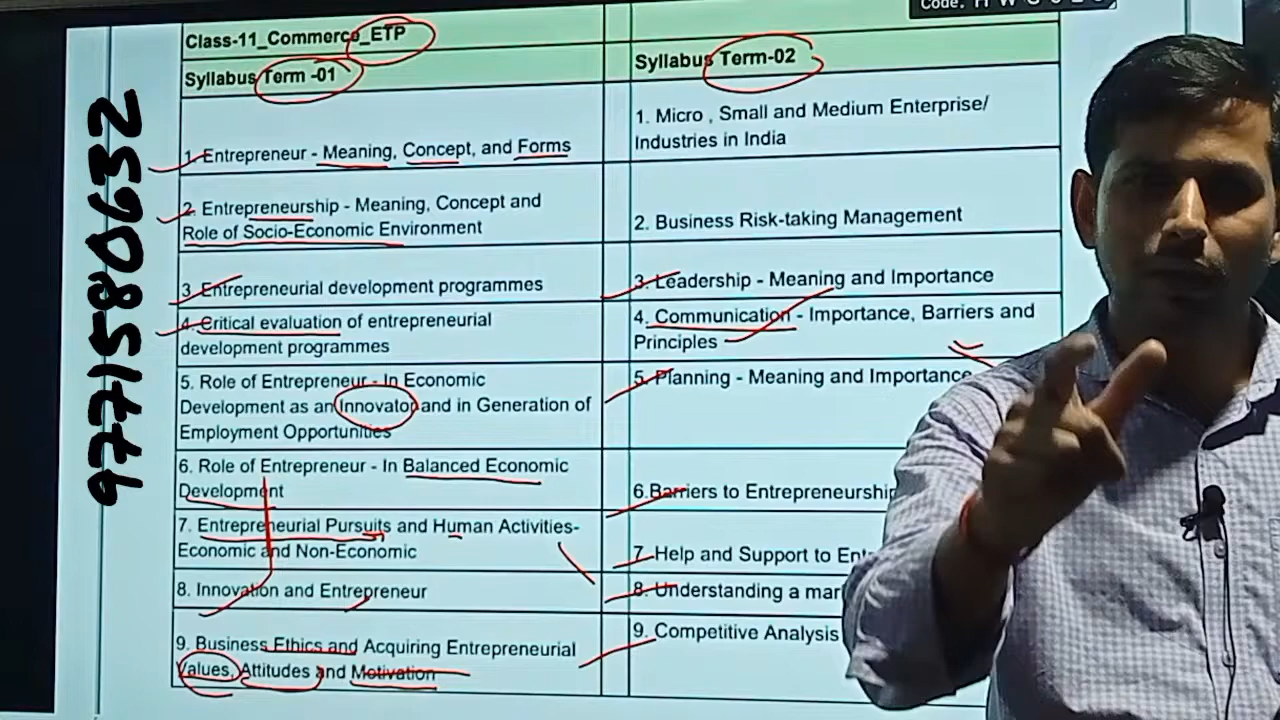 Class-11_Commerce_ETP
Syllabus Term -01
1. Entrepreneur - Meaning, Concept, and Forms
2. Entrepreneurship - Meaning, Concept and
Role of Socio-Economic Environment
3. Entrepreneurial development programmes
4. Critical evaluation of entrepreneurial
development programmes
5. Role of Entrepreneur - In Economic
Development as an Innovator and in Generation of
Employment Opportunities
6. Role of Entrepreneur - In Balanced Economic
Development
7. Entrepreneurial Pursuits and Human Activities-
Economic and Non-Economic
8. Innovation and Entrepreneur
9. Business Ethics and Acquiring Entrepreneurial
Values, Attitudes and Motivation
Syllabus Term-02
1. Micro , Small and Medium Enterprise/
Industries in India
2. Business Risk-taking Management
3. Leadership - Meaning and Importance
4. Communication - Importance, Barriers and
Principles
5. Planning - Meaning and Importance
6.Barriers to Entrepreneurship
7. Help and Support to
8. Understanding a
9. Competitive Analysis
Code:
9771580632